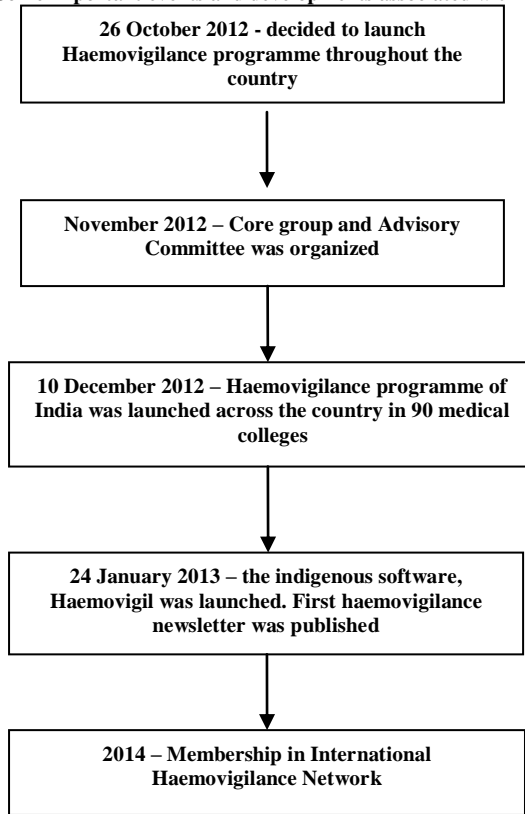 26 October 2012 - decided to launch
Haemovigilance programme throughout the
country
November 2012 – Core group and Advisory
Committee was organized
10 December 2012 – Haemovigilance programme of
India was launched across the country in 90 medical
colleges
24 January 2013 – the indigenous software,
Haemovigil was launched. First haemovigilance
newsletter was published
2014 – Membership in International
Haemovigilance Network